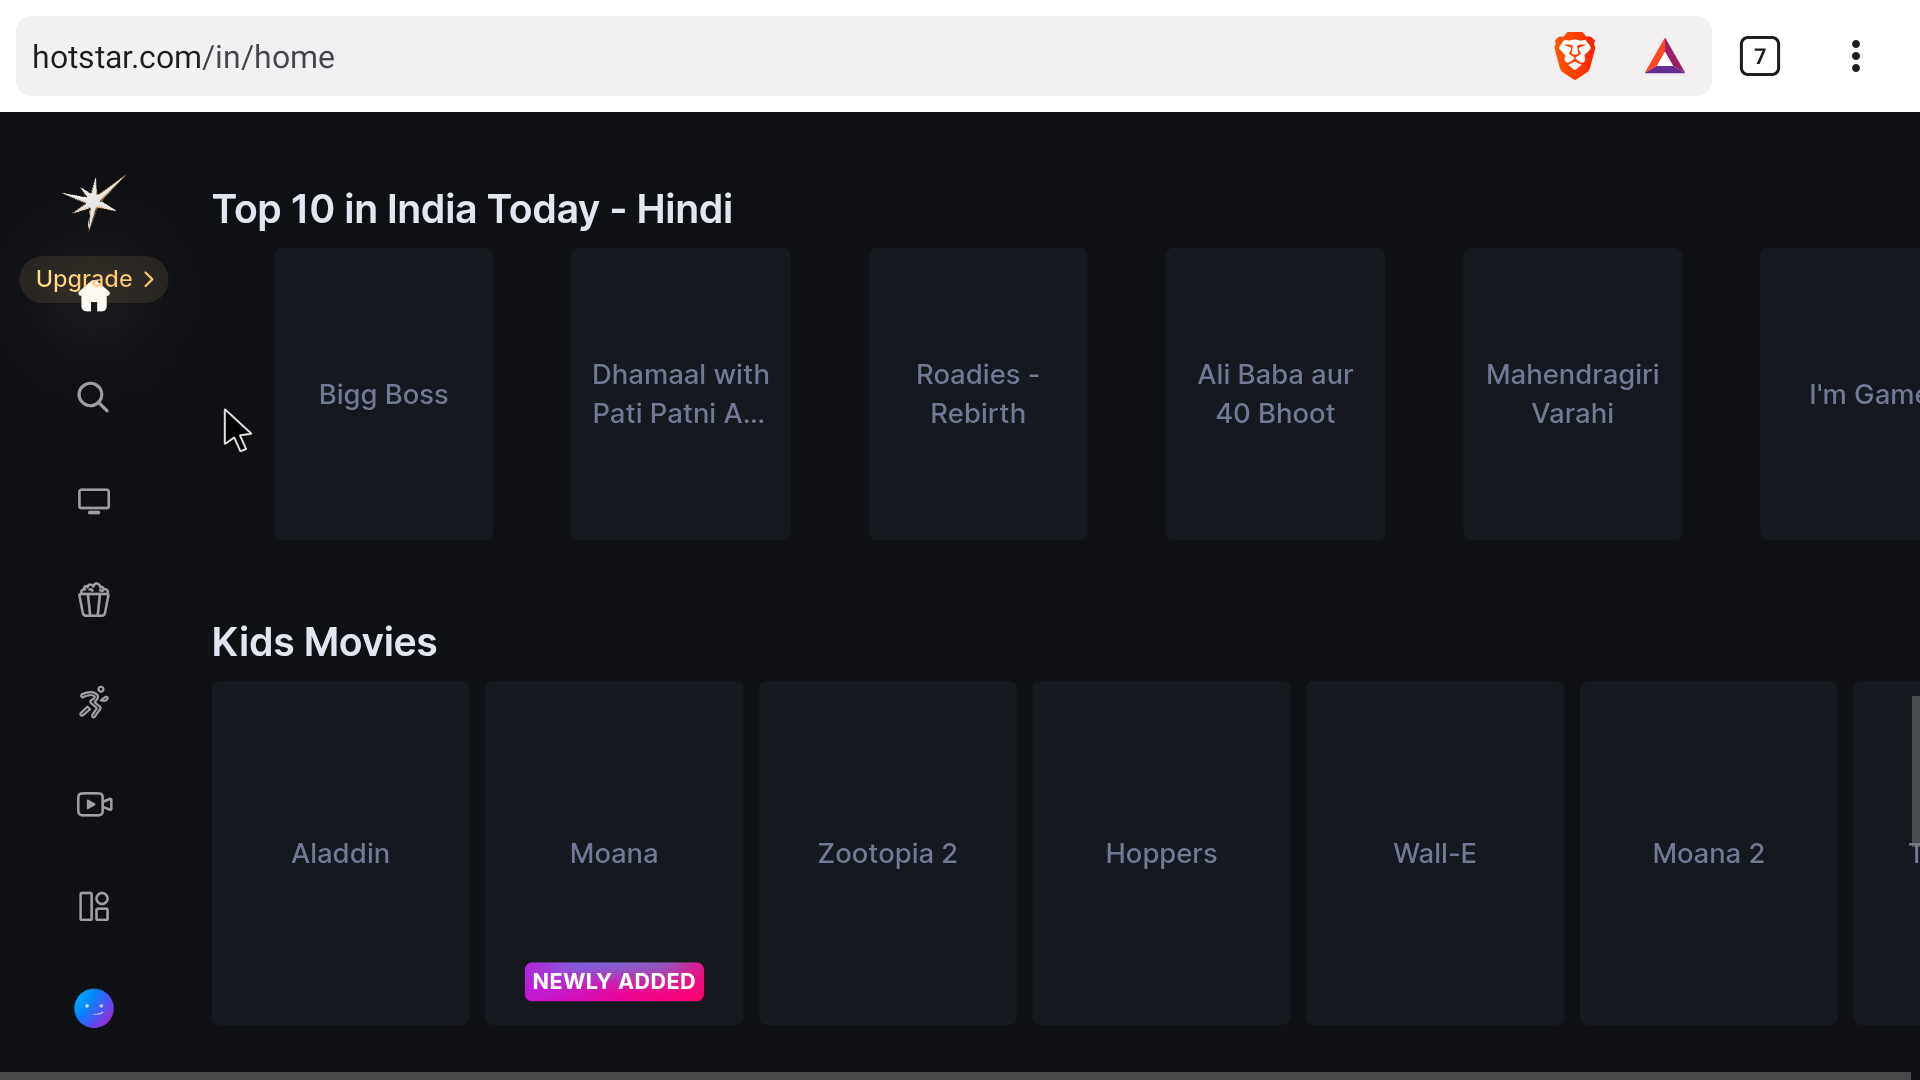 hotstar.com/in/home
7
Upgrade
Top 10 in India Today - Hindi
Bigg Boss
Dhamaal with
Pati Patni A...
Roadies -
Rebirth
Ali Baba aur
40 Bhoot
Mahendragiri
Varahi
I'm Game
Kids Movies
Aladdin
Moana
Zootopia 2
Hoppers
Wall-E
Moana 2
NEWLY ADDED